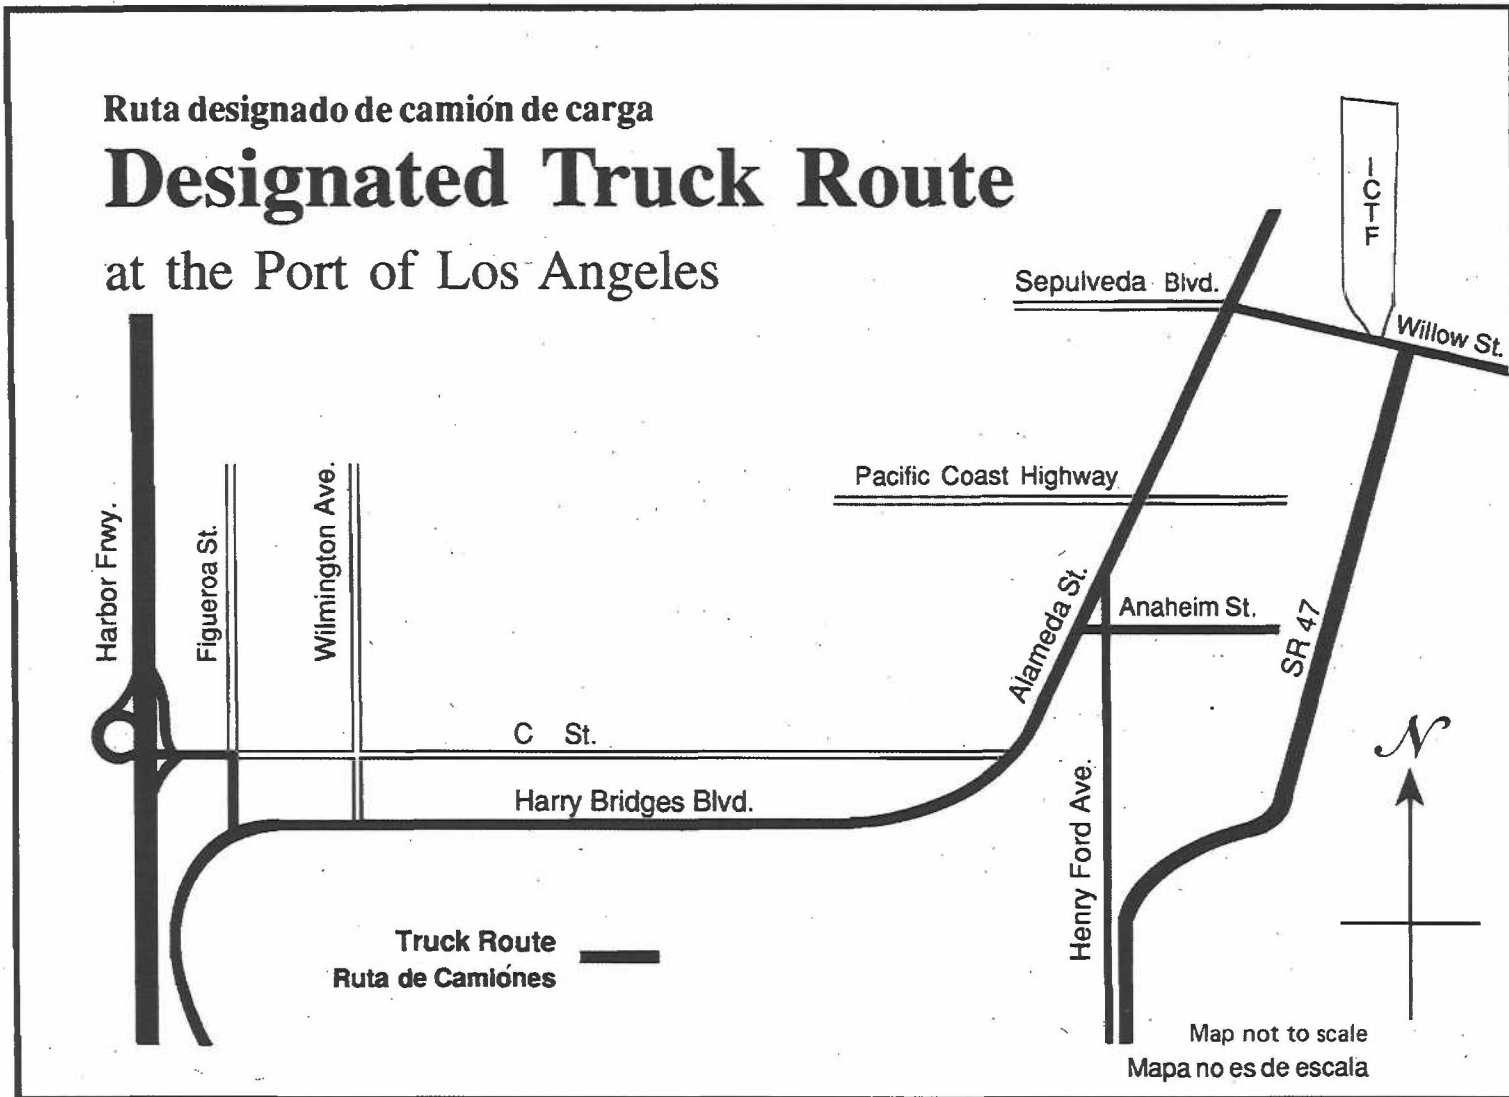 Ruta designado de camión de carga
Designated Truck Route
at the Port of Los Angeles
ICTF
Sepulveda Blvd.
Willow St.
Pacific Coast Highway
Harbor Frwy.
Figueroa St.
Wilmington Ave.
Alameda St.
Anaheim St.
SR 47
C St.
Harry Bridges Blvd.
Henry Ford Ave.
N
Truck Route
Ruta de Camiónes
Map not to scale
Mapa no es de escala